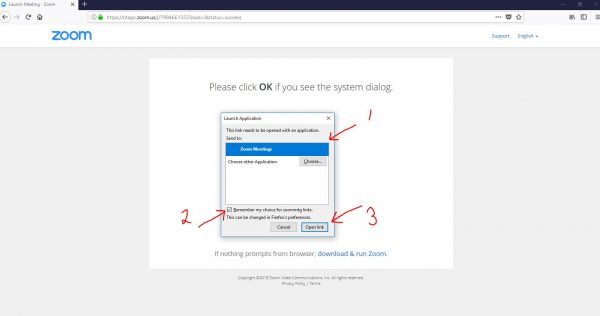 Launch Meeting - Zoom
https://otago.zoom.us/j/799466133?pwd=&status=success
zoom
Support
English
Please click OK if you see the system dialog.
1
Launch Application
This link needs to be opened with an application.
Send to:
Zoom Meetings
Choose other Application
Choose...
2
Remember my choice for zoommtg links.
3
This can be changed in Firefox's preferences.
Cancel
Open link
If nothing prompts from browser, download & run Zoom.
Copyright ©2018 Zoom Video Communications, Inc. All rights reserved.
Privacy Policy | Terms